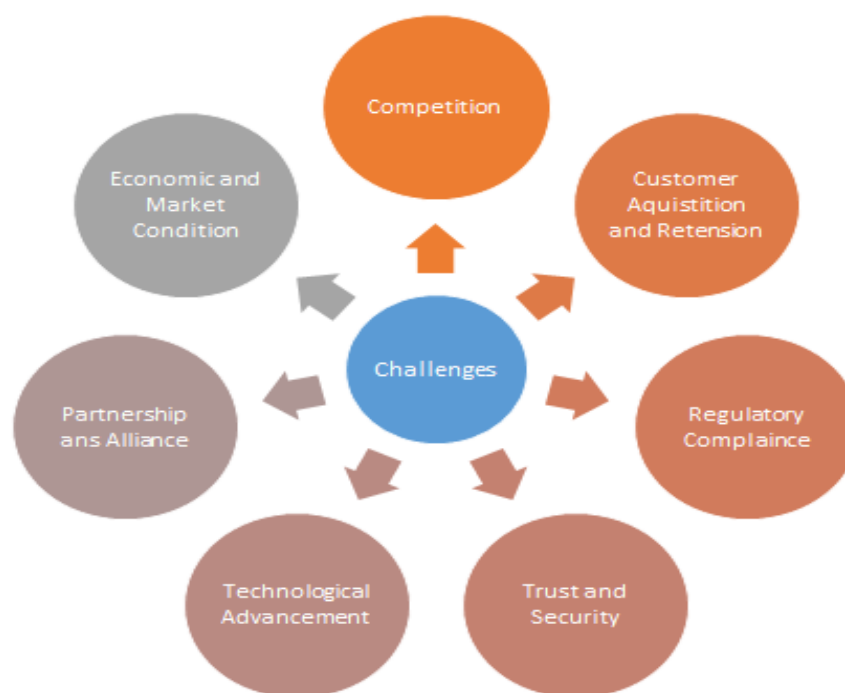 Competition
Economic and
Market
Condition
Customer
Aquistition
and Retension
Challenges
Partnership
ans Alliance
Regulatory
Complaince
Technological
Advancement
Trust and
Security